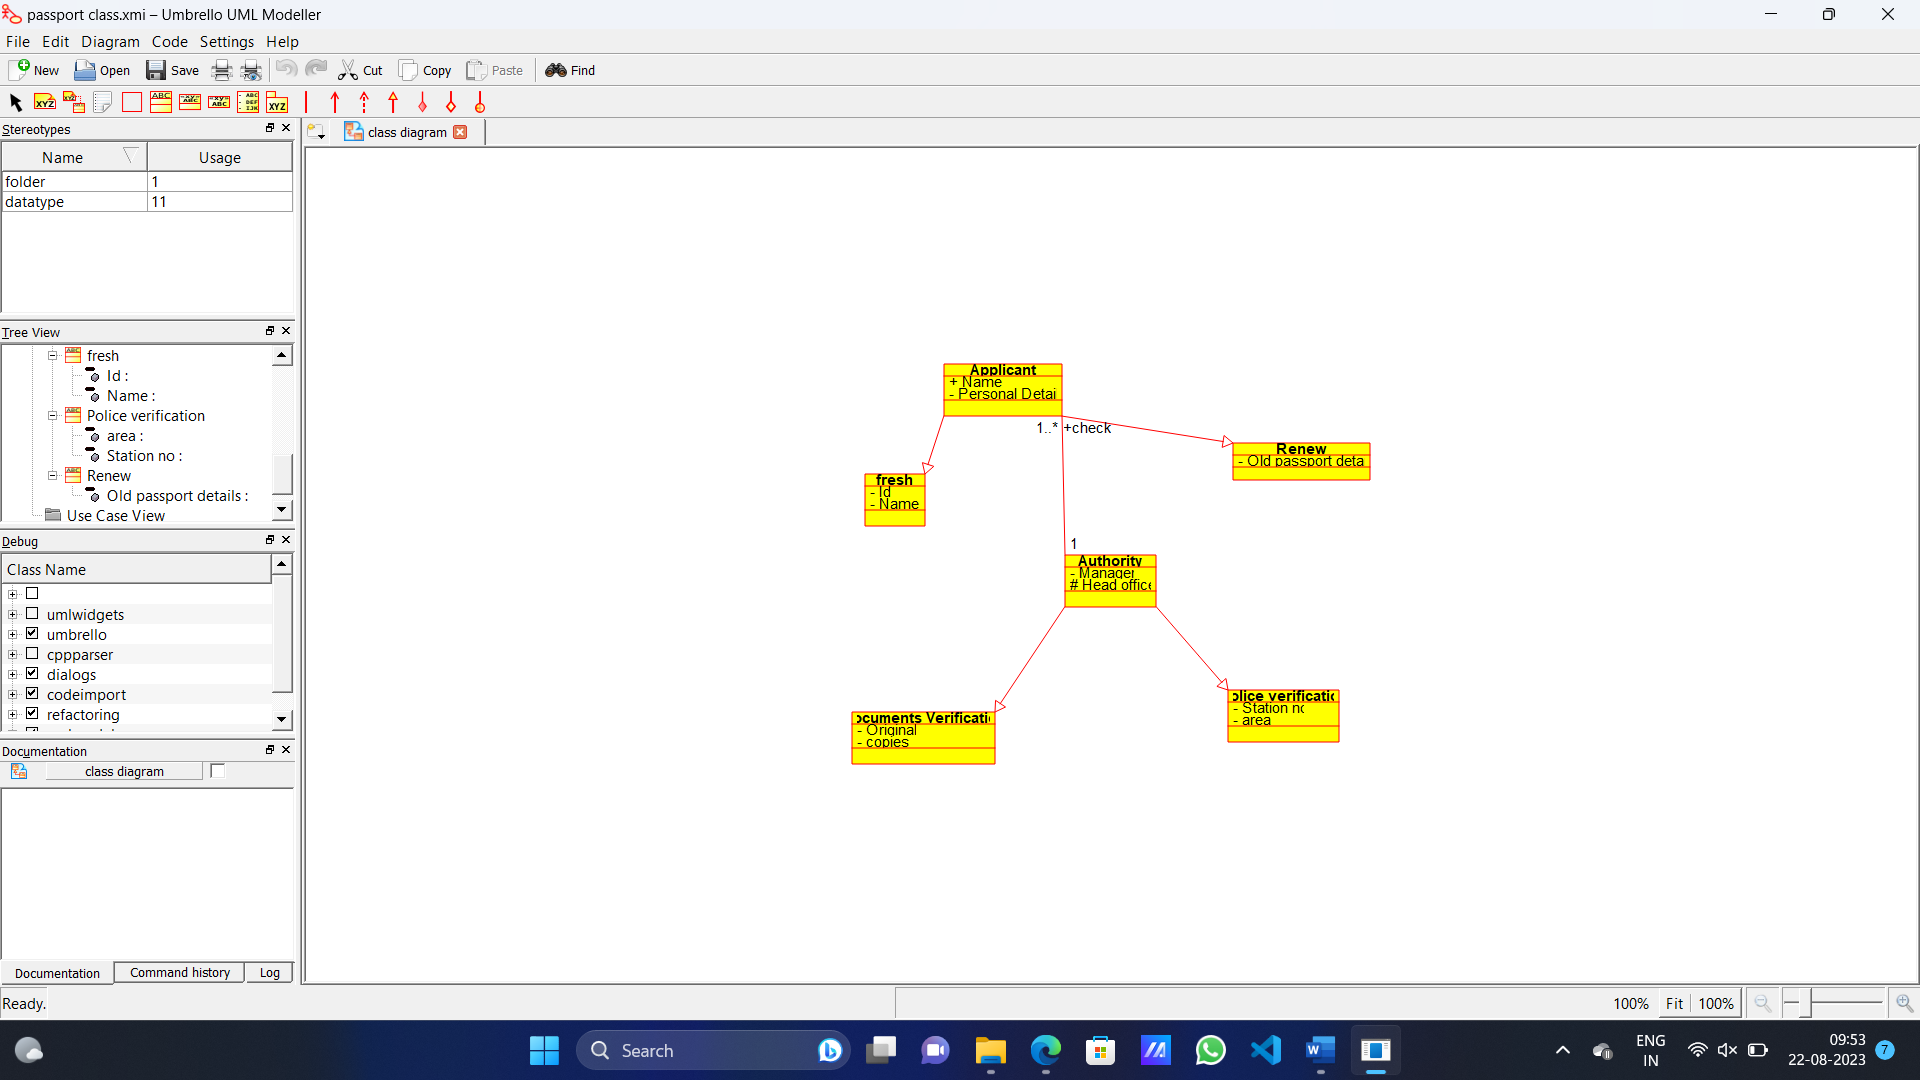 passport class.xmi – Umbrello UML Modeller
File Edit Diagram Code Settings Help
New Open Save Cut Copy Paste Find
XYZ ABC XYZ
Stereotypes
class diagram
Name Usage
folder 1
datatype 11
Tree View
fresh
Id :
Name :
Police verification
area :
Station no :
Renew
Old passport details :
Use Case View
Applicant
+ Name
- Personal Detai
1..* +check
Renew
- Old passport deta
fresh
- Id
- Name
1
Authority
- Manager
# Head office
olice verificatio
- Station no
- area
ocuments Verificati
- Original
- copies
Debug
Class Name
umlwidgets
umbrello
cppparser
dialogs
codeimport
refactoring
Documentation
class diagram
Documentation Command history Log
Ready.
100% Fit 100%
Search
ENG
IN
09:53
22-08-2023
7